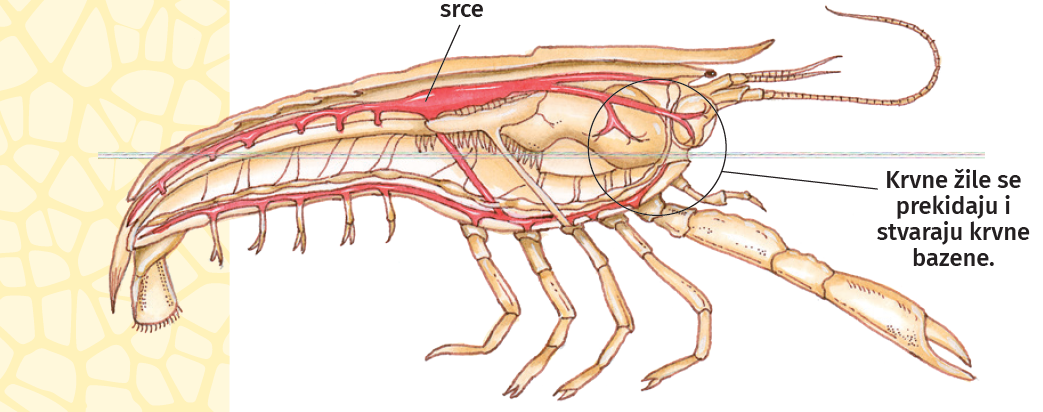 srce
Krvne žile se
prekidaju i
stvaraju krvne
bazene.